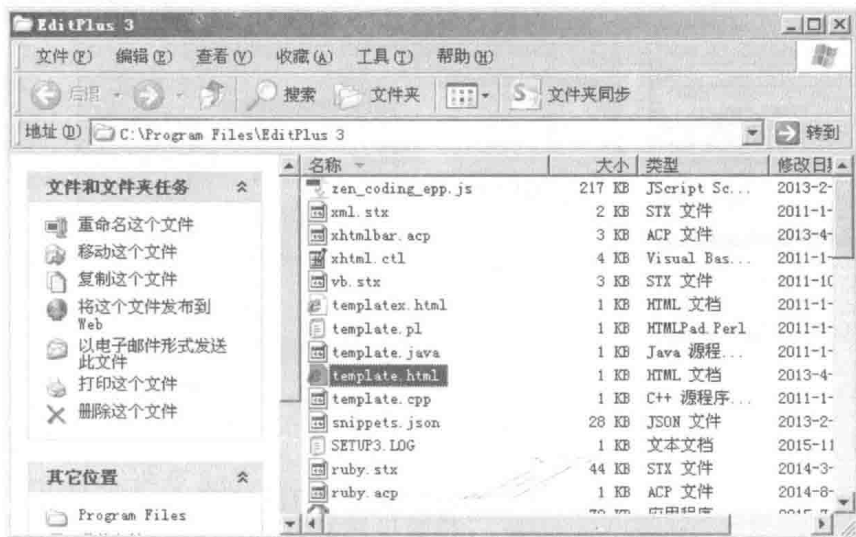 EditPlus 3
文件(F) 编辑(E) 查看(V) 收藏(A) 工具(T) 帮助(H)
后退 搜索 文件夹 文件夹同步
地址(D) C:\Program Files\EditPlus 3 转到
文件和文件夹任务
重命名这个文件
移动这个文件
复制这个文件
将这个文件发布到
Web
以电子邮件形式发送
此文件
打印这个文件
删除这个文件
其它位置
Program Files
名称 大小 类型 修改日期
zen_coding_epp.js 217 KB JScript Sc... 2013-2-
xml.stx 2 KB STX 文件 2011-1-
xhtmlbar.acp 3 KB ACP 文件 2013-4-
xhtml.ctl 4 KB Visual Bas... 2011-1-
vb.stx 3 KB STX 文件 2011-10
templatex.html 1 KB HTML 文档 2011-1-
template.pl 1 KB HTMLPad.Perl 2011-1-
template.java 1 KB Java 源程... 2011-1-
template.html 1 KB HTML 文档 2013-4-
template.cpp 1 KB C++ 源程序... 2011-1-
snippets.json 28 KB JSON 文件 2013-2-
SETUP3.LOG 1 KB 文本文档 2015-11
ruby.stx 44 KB STX 文件 2014-3-
ruby.acp 1 KB ACP 文件 2014-8-